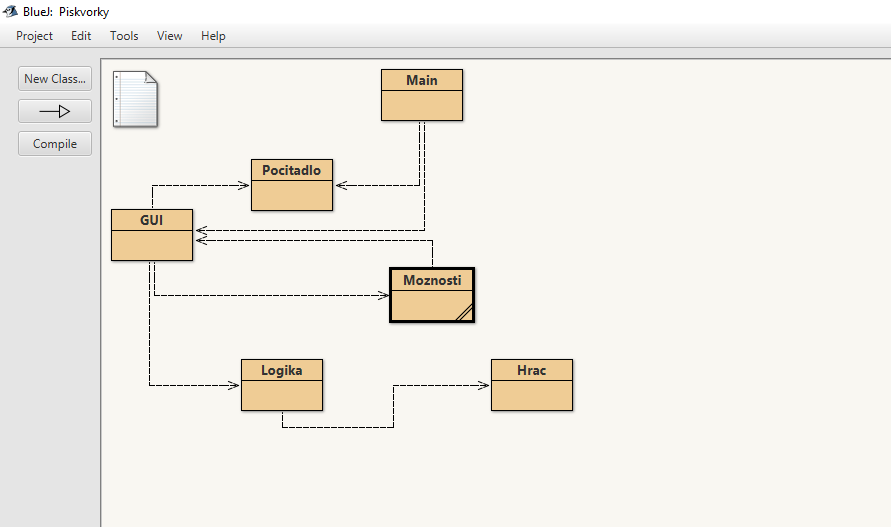 BlueJ: Piskvorky
Project Edit Tools View Help
New Class...
Compile
Main
Pocitadlo
GUI
Moznosti
Logika
Hrac